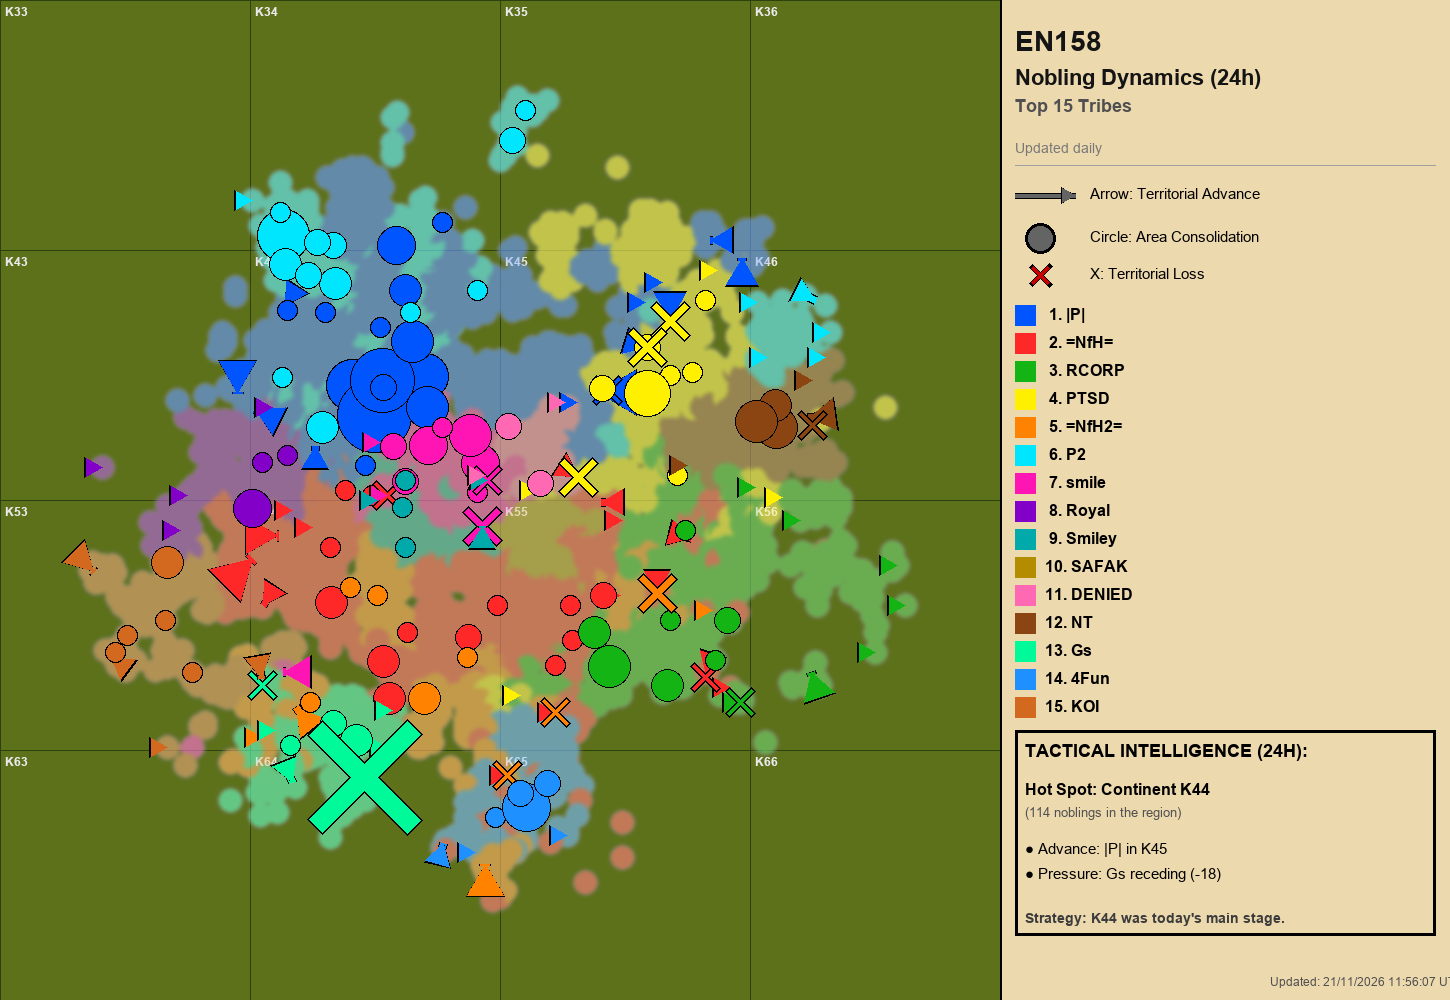 K33
K34
K35
K36
K43
K45
K46
K53
K55
K56
K64
K66
EN158
Nobling Dynamics (24h)
Top 15 Tribes
Updated daily
Arrow: Territorial Advance
Circle: Area Consolidation
X: Territorial Loss
1. |P|
2. =NfH=
3. RCORP
4. PTSD
5. =NfH2=
6. P2
7. smile
8. Royal
9. Smiley
10. SAFAK
11. DENIED
12. NT
13. Gs
14. 4Fun
15. KOI
TACTICAL INTELLIGENCE (24H):
Hot Spot: Continent K44
(114 noblings in the region)
● Advance: |P| in K45
● Pressure: Gs receding (-18)
Strategy: K44 was today's main stage.
Updated: 21/11/2026 11:56:07
K63